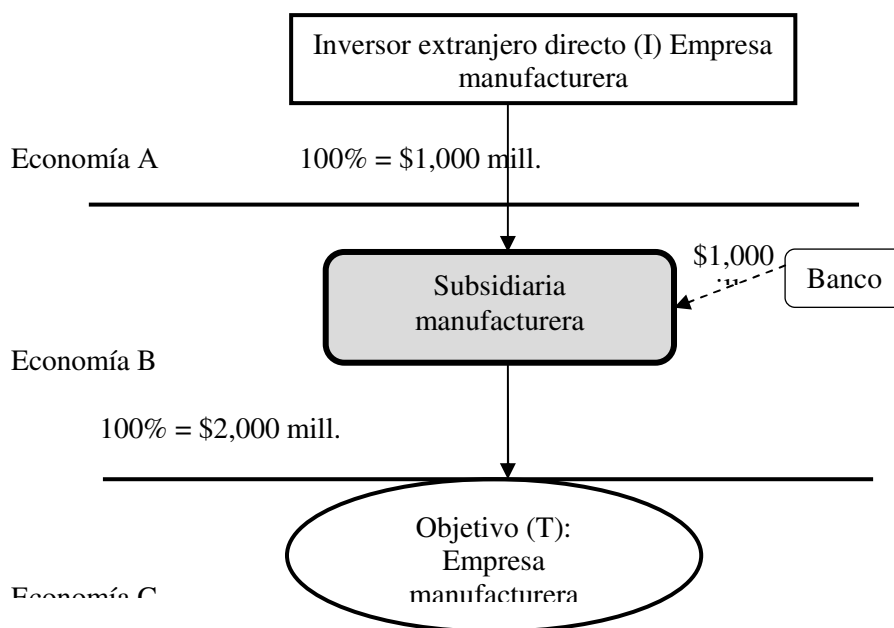 Inversor extranjero directo (I) Empresa
manufacturera
Economía A
100% = $1,000 mill.
$1,000
Banco
Subsidiaria
manufacturera
Economía B
100% = $2,000 mill.
Objetivo (T):
Empresa
manufacturera
Economía C